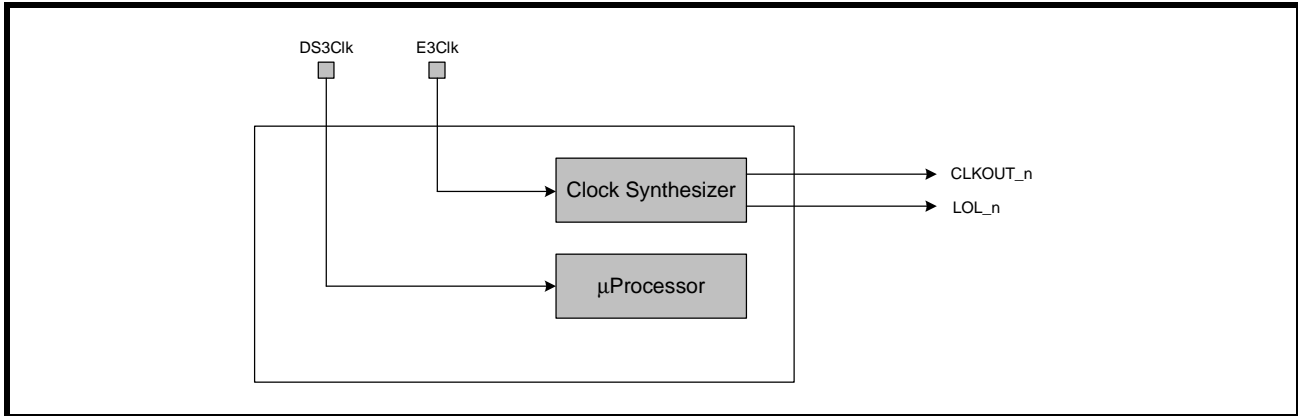 DS3Clk
E3Clk
Clock Synthesizer
CLKOUT_n
LOL_n
μProcessor